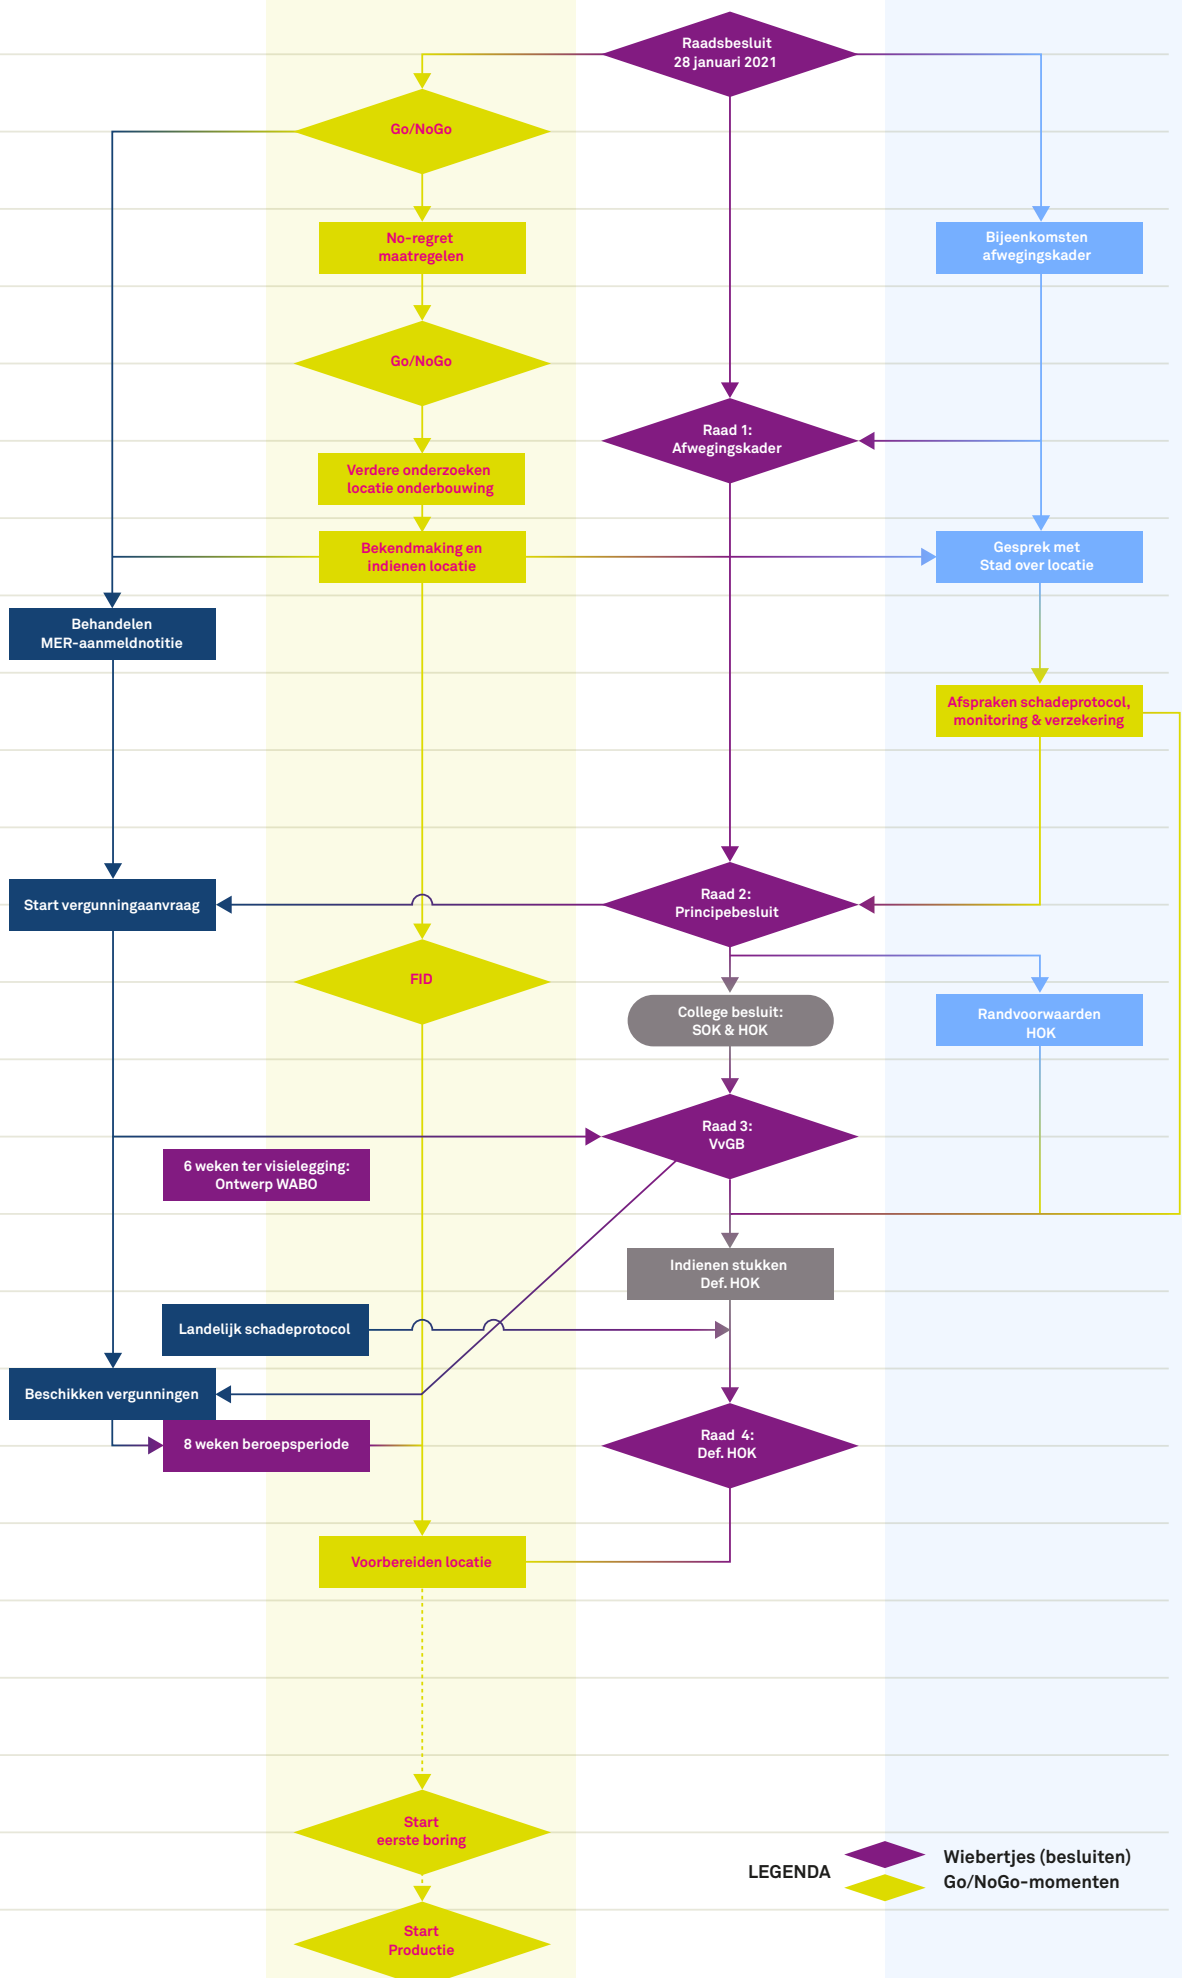 Raadsbesluit
28 januari 2021
Go/NoGo
No-regret
maatregelen
Bijeenkomsten
afwegingskader
Go/NoGo
Raad 1:
Afwegingskader
Verdere onderzoeken
locatie onderbouwing
Bekendmaking en
indienen locatie
Gesprek met
Stad over locatie
Behandelen
MER-aanmeldnotitie
Afspraken schadeprotocol,
monitoring & verzekering
Start vergunningaanvraag
Raad 2:
Principebesluit
FID
College besluit:
SOK & HOK
Randvoorwaarden
HOK
Raad 3:
VvGB
6 weken ter visielegging:
Ontwerp WABO
Indienen stukken
Def. HOK
Landelijk schadeprotocol
Beschikken vergunningen
8 weken beroepsperiode
Raad 4:
Def. HOK
Voorbereiden locatie
Start
eerste boring
LEGENDA
Wiebertjes (besluiten)
Go/NoGo-momenten
Start
Productie